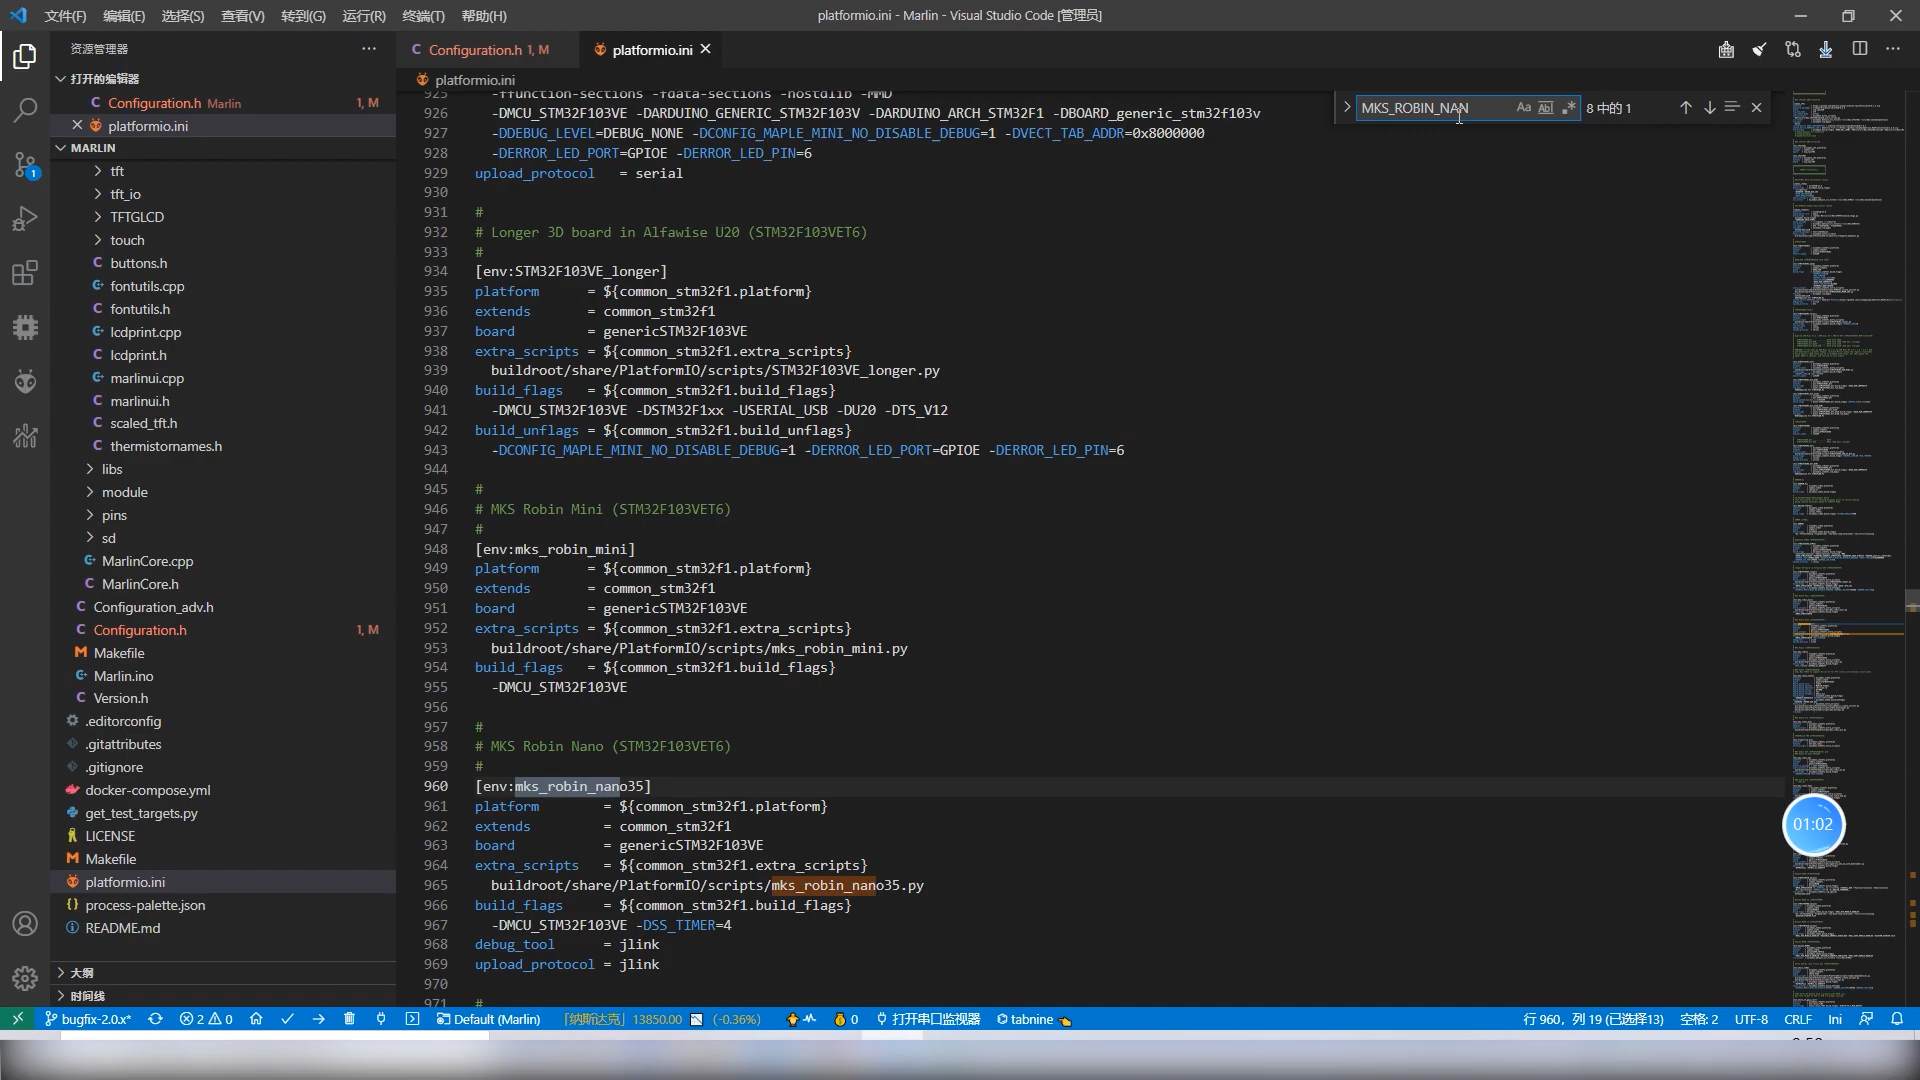 文件(F) 编辑(E) 选择(S) 查看(V) 转到(G) 运行(R) 终端(T) 帮助(H)
platformio.ini - Marlin - Visual Studio Code [管理员]
资源管理器
Configuration.h 1, M
platformio.ini
platformio.ini
打开的编辑器
Configuration.h Marlin 1, M
platformio.ini
MARLIN
tft
tft_io
TFTGLCD
touch
buttons.h
fontutils.cpp
fontutils.h
lcdprint.cpp
lcdprint.h
marlinui.cpp
marlinui.h
scaled_tft.h
thermistornames.h
libs
module
pins
sd
MarlinCore.cpp
MarlinCore.h
Configuration_adv.h
Configuration.h 1, M
Makefile
Marlin.ino
Version.h
.editorconfig
.gitattributes
.gitignore
docker-compose.yml
get_test_targets.py
LICENSE
Makefile
platformio.ini
process-palette.json
README.md
大纲
时间线
MKS_ROBIN_NAN Aa Abl .* 8 中的 1
925 -ffunction-sections -fdata-sections -nostdlib -MMD
926 -DMCU_STM32F103VE -DARDUINO_GENERIC_STM32F103V -DARDUINO_ARCH_STM32F1 -DBOARD_generic_stm32f103v
927 -DDEBUG_LEVEL=DEBUG_NONE -DCONFIG_MAPLE_MINI_NO_DISABLE_DEBUG=1 -DVECT_TAB_ADDR=0x8000000
928 -DERROR_LED_PORT=GPIOE -DERROR_LED_PIN=6
929 upload_protocol = serial
930
931 #
932 # Longer 3D board in Alfawise U20 (STM32F103VET6)
933 #
934 [env:STM32F103VE_longer]
935 platform = ${common_stm32f1.platform}
936 extends = common_stm32f1
937 board = genericSTM32F103VE
938 extra_scripts = ${common_stm32f1.extra_scripts}
939 buildroot/share/PlatformIO/scripts/STM32F103VE_longer.py
940 build_flags = ${common_stm32f1.build_flags}
941 -DMCU_STM32F103VE -DSTM32F1xx -USERIAL_USB -DU20 -DTS_V12
942 build_unflags = ${common_stm32f1.build_unflags}
943 -DCONFIG_MAPLE_MINI_NO_DISABLE_DEBUG=1 -DERROR_LED_PORT=GPIOE -DERROR_LED_PIN=6
944
945 #
946 # MKS Robin Mini (STM32F103VET6)
947 #
948 [env:mks_robin_mini]
949 platform = ${common_stm32f1.platform}
950 extends = common_stm32f1
951 board = genericSTM32F103VE
952 extra_scripts = ${common_stm32f1.extra_scripts}
953 buildroot/share/PlatformIO/scripts/mks_robin_mini.py
954 build_flags = ${common_stm32f1.build_flags}
955 -DMCU_STM32F103VE
956
957 #
958 # MKS Robin Nano (STM32F103VET6)
959 #
960 [env:mks_robin_nano35]
961 platform = ${common_stm32f1.platform}
962 extends = common_stm32f1
963 board = genericSTM32F103VE
964 extra_scripts = ${common_stm32f1.extra_scripts}
965 buildroot/share/PlatformIO/scripts/mks_robin_nano35.py
966 build_flags = ${common_stm32f1.build_flags}
967 -DMCU_STM32F103VE -DSS_TIMER=4
968 debug_tool = jlink
969 upload_protocol = jlink
970
971 #
01:02
1
bugfix-2.0.x* 2 0 Default (Marlin) 「纳斯达克」 13850.00 (-0.36%) 0 打开串口监视器 tabnine 行 960，列 19 (已选择13) 空格: 2 UTF-8 CRLF Ini